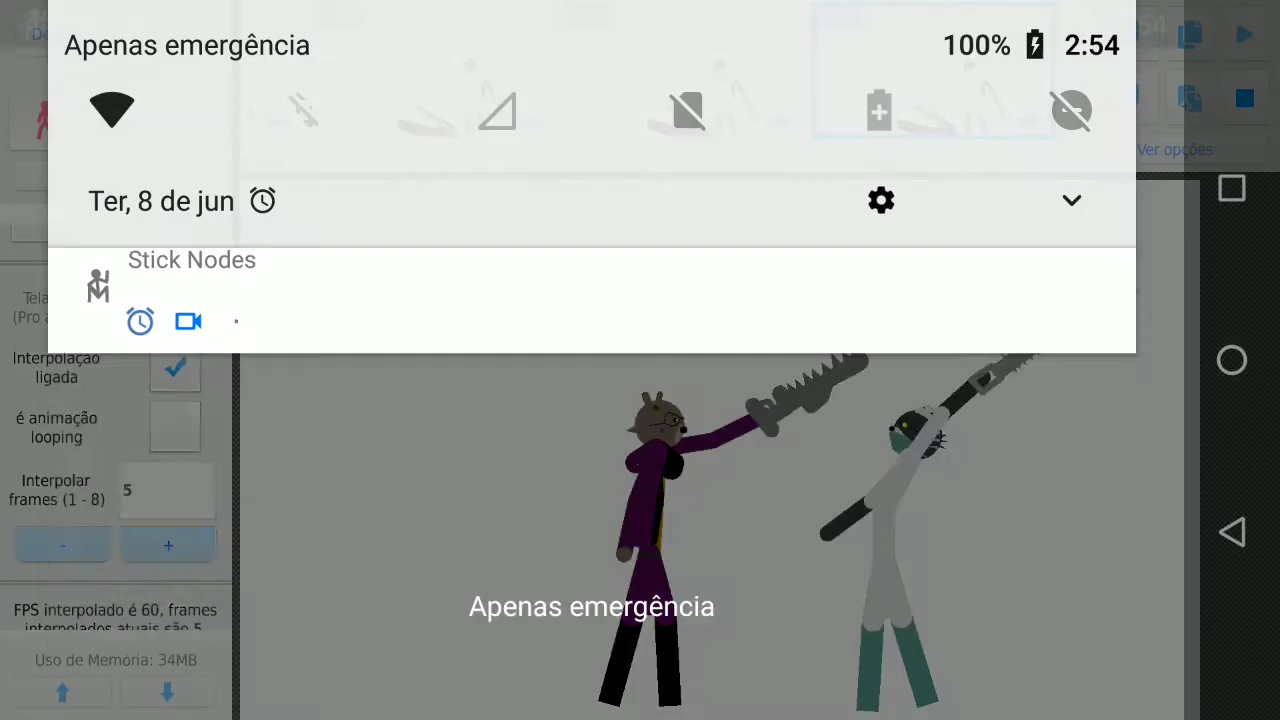 Apenas emergência
100% 2:54
Ter, 8 de jun
Ver opções
Stick Nodes
Tela
(Pro a
Interpolação
ligada
é animação
looping
Interpolar
frames (1 - 8)
5
-
+
FPS interpolado é 60, frames
interpolados atuais são 5
Uso de Memória: 34MB
Apenas emergência